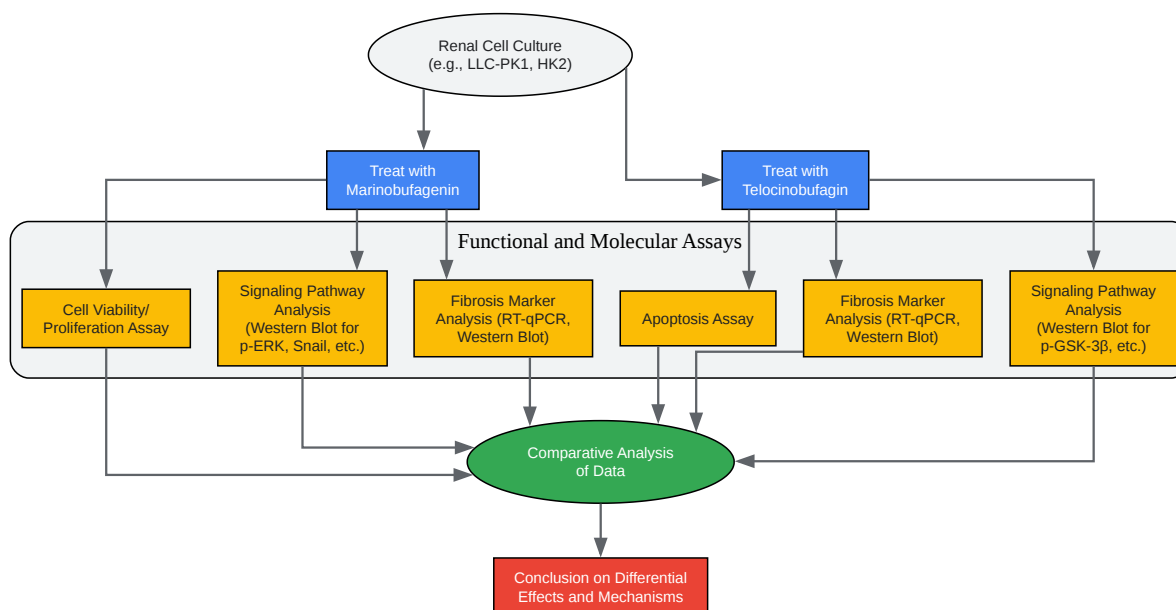 Renal Cell Culture
(e.g., LLC-PK1, HK2)
Treat with
Marinobufagenin
Treat with
Telocinobufagin
Functional and Molecular Assays
Cell Viability/
Proliferation Assay
Signaling Pathway
Analysis
(Western Blot for
p-ERK, Snail, etc.)
Fibrosis Marker
Analysis (RT-qPCR,
Western Blot)
Apoptosis Assay
Fibrosis Marker
Analysis (RT-qPCR,
Western Blot)
Signaling Pathway
Analysis
(Western Blot for
p-GSK-3β, etc.)
Comparative Analysis
of Data
Conclusion on Differential
Effects and Mechanisms